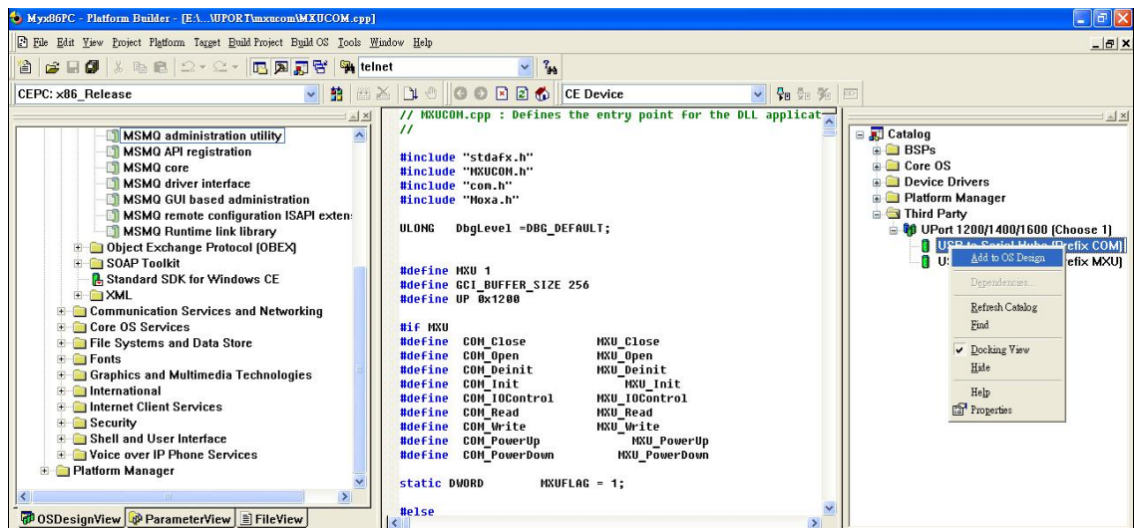 Myx86PC - Platform Builder - [E:\...\UPORT\mxucom\MXUCOM.cpp]
File Edit View Project Platform Target Build Project Build OS Tools Window Help
telnet
CEPC: x86_Release
CE Device
MSMQ administration utility
MSMQ API registration
MSMQ core
MSMQ driver interface
MSMQ GUI based administration
MSMQ remote configuration ISAPI exten
MSMQ Runtime link library
Object Exchange Protocol (OBEX)
SOAP Toolkit
Standard SDK for Windows CE
XML
Communication Services and Networking
Core OS Services
File Systems and Data Store
Fonts
Graphics and Multimedia Technologies
International
Internet Client Services
Security
Shell and User Interface
Voice over IP Phone Services
Platform Manager
OSDesignView ParameterView FileView
// MXUCOM.cpp : Defines the entry point for the DLL applicat
//
#include "stdafx.h"
#include "MXUCOM.h"
#include "com.h"
#include "Moxa.h"
ULONG DbgLevel =DBG_DEFAULT;
#define MXU 1
#define GCI_BUFFER_SIZE 256
#define UP 0x1200
#if MXU
#define COM_Close MXU_Close
#define COM_Open MXU_Open
#define COM_Deinit MXU_Deinit
#define COM_Init MXU_Init
#define COM_IOControl MXU_IOControl
#define COM_Read MXU_Read
#define COM_Write MXU_Write
#define COM_PowerUp MXU_PowerUp
#define COM_PowerDown MXU_PowerDown
static DWORD MXUFLAG = 1;
#else
Catalog
BSPs
Core OS
Device Drivers
Platform Manager
Third Party
UPort 1200/1400/1600 (Choose 1)
USB to Serial Hubs (Prefix COM)
efix MXU)
Add to OS Design
Dependencies...
Refresh Catalog
Find
Docking View
Hide
Help
Properties